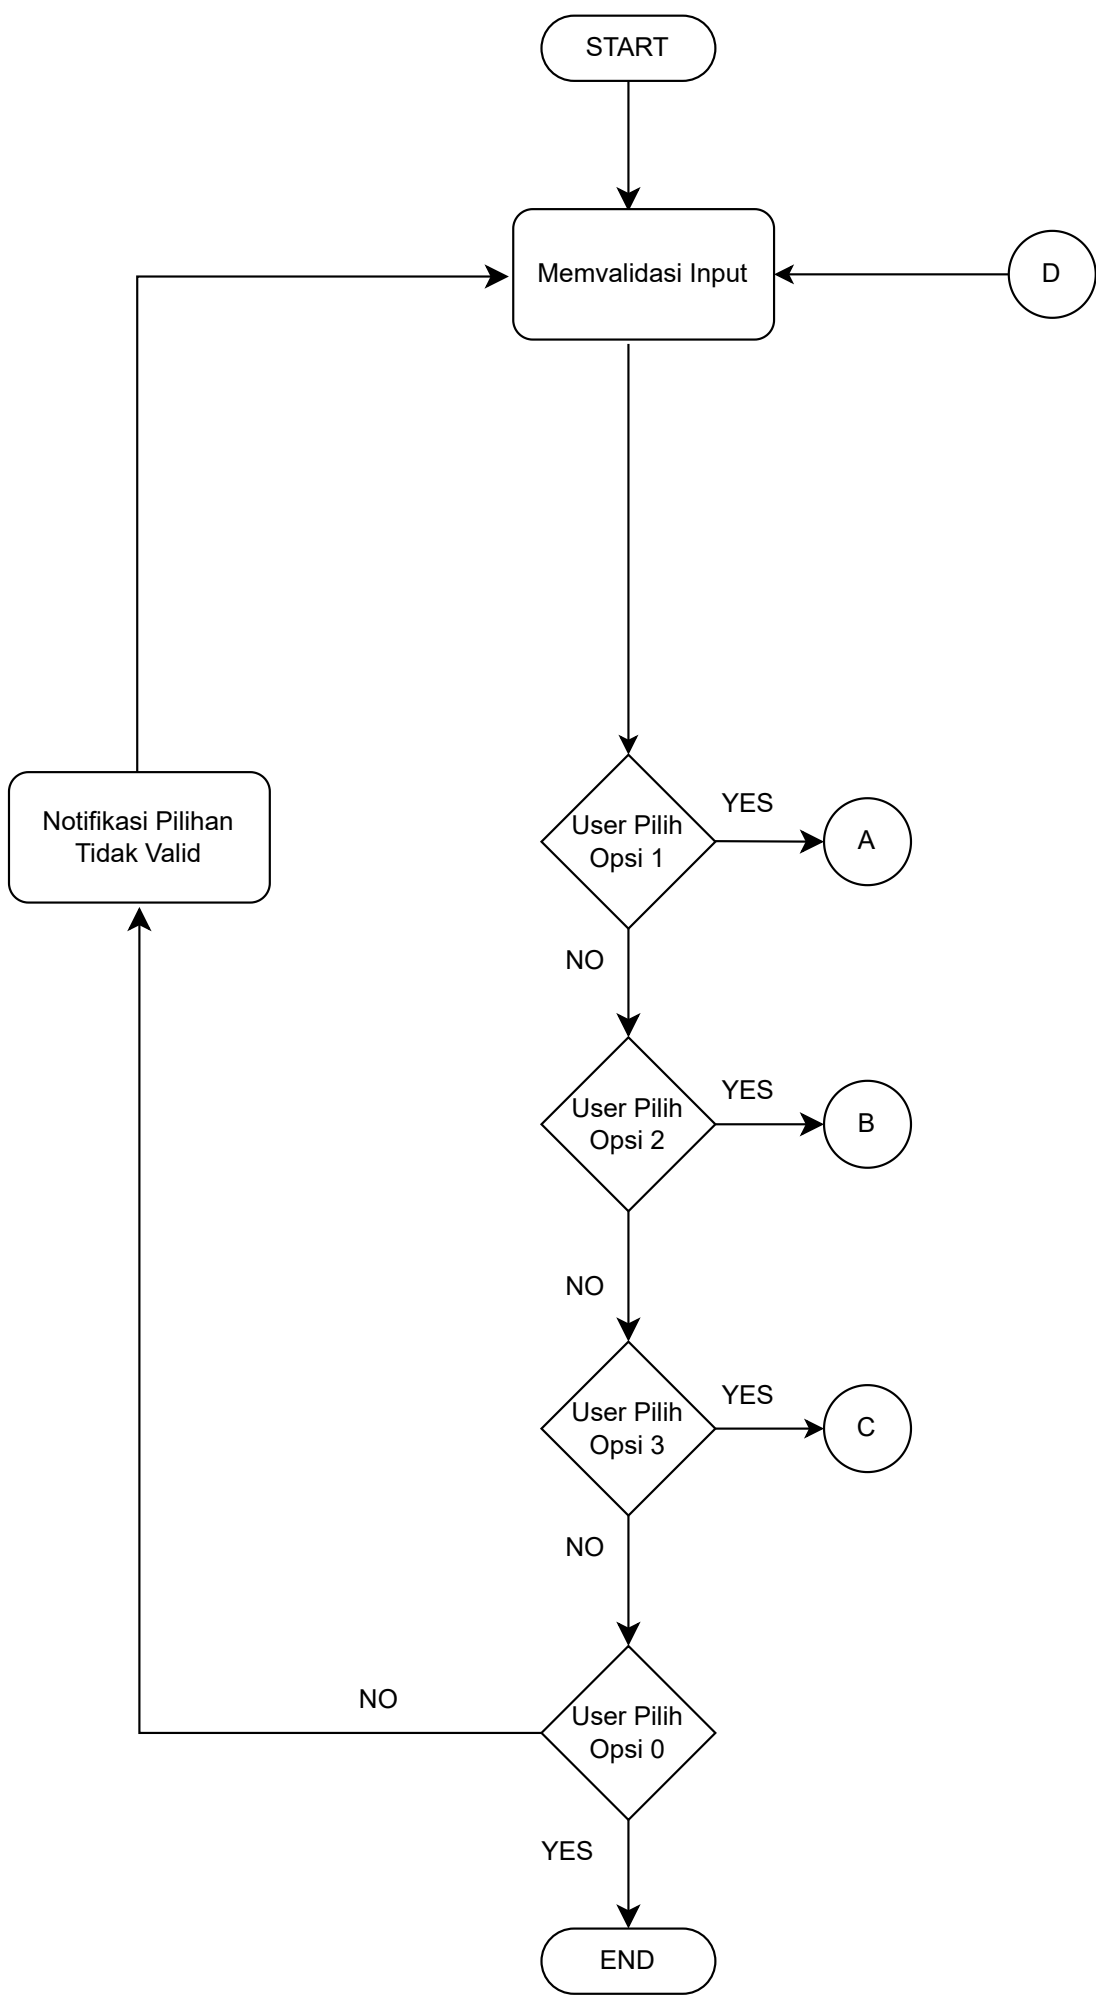 START
Memvalidasi Input
D
Notifikasi Pilihan
Tidak Valid
User Pilih
Opsi 1
YES
A
NO
User Pilih
Opsi 2
YES
B
NO
User Pilih
Opsi 3
YES
C
NO
User Pilih
Opsi 0
NO
YES
END